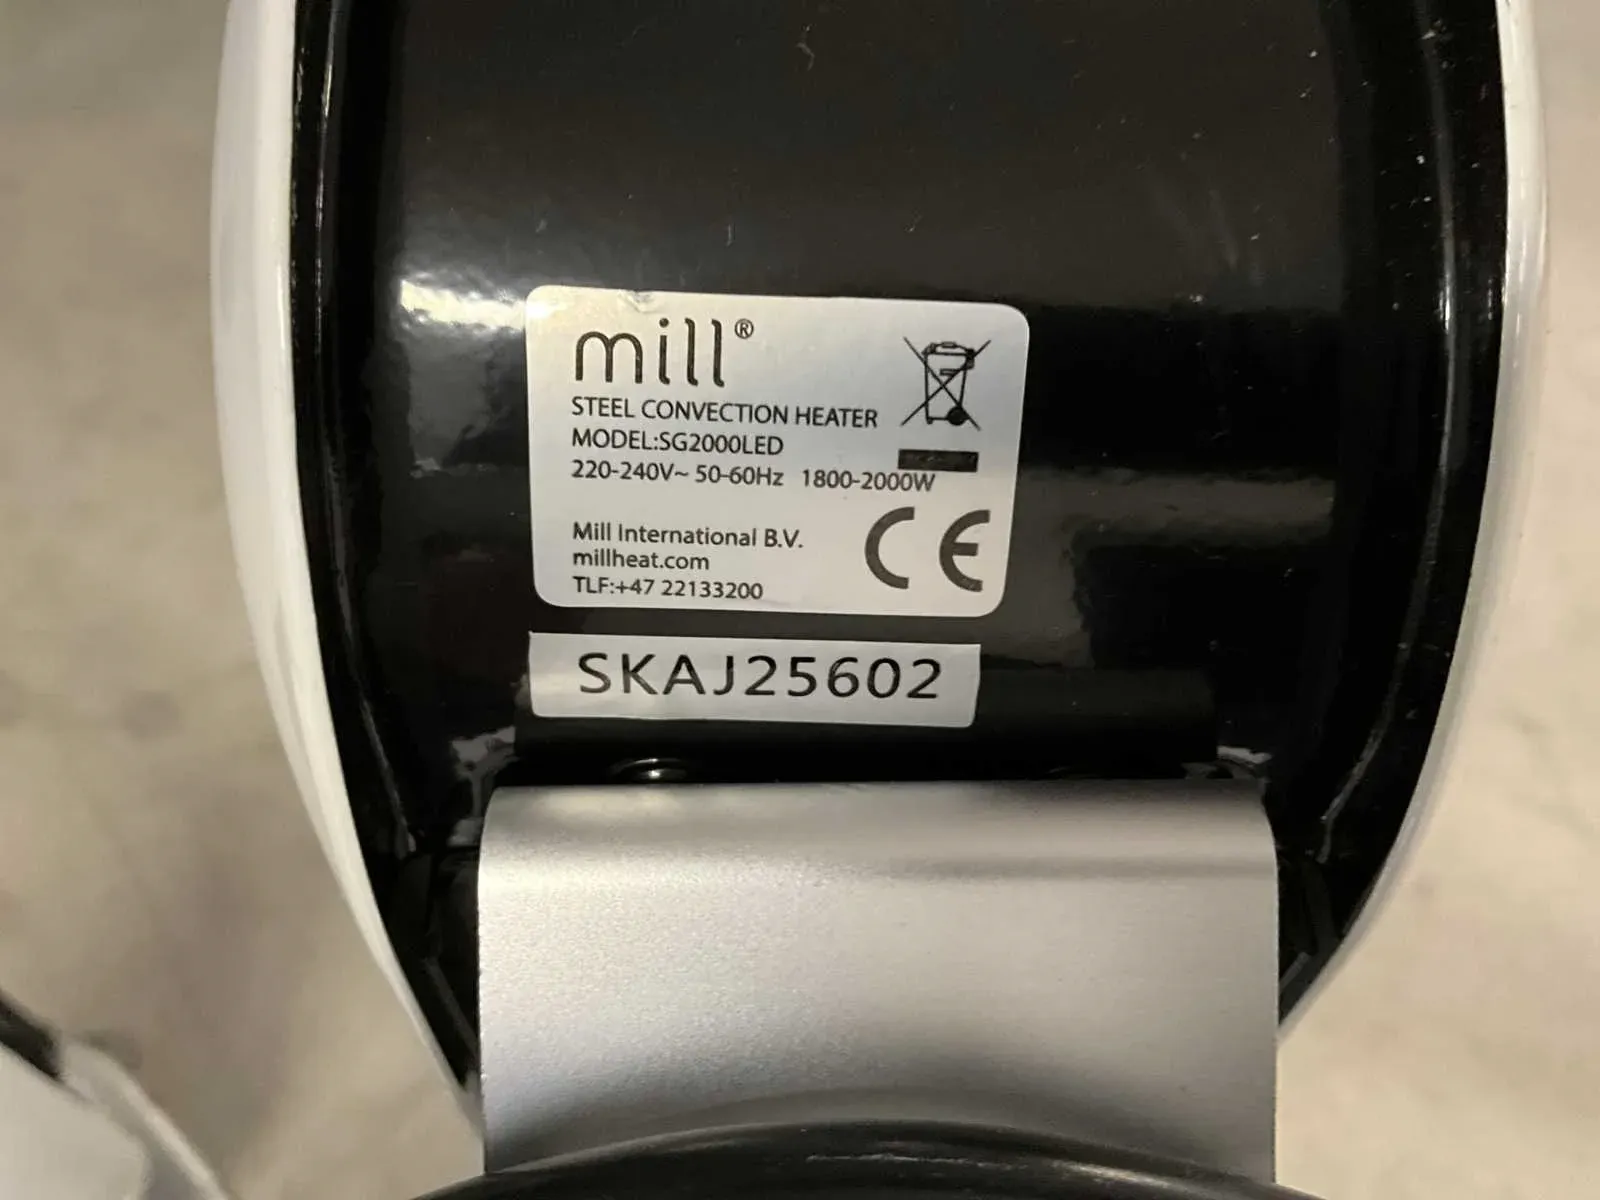 mill®
STEEL CONVECTION HEATER
MODEL:SG2000LED
220-240V~ 50-60Hz 1800-2000W
Mill International B.V.
millheat.com
TLF:+47 22133200
CE
SKAJ25602